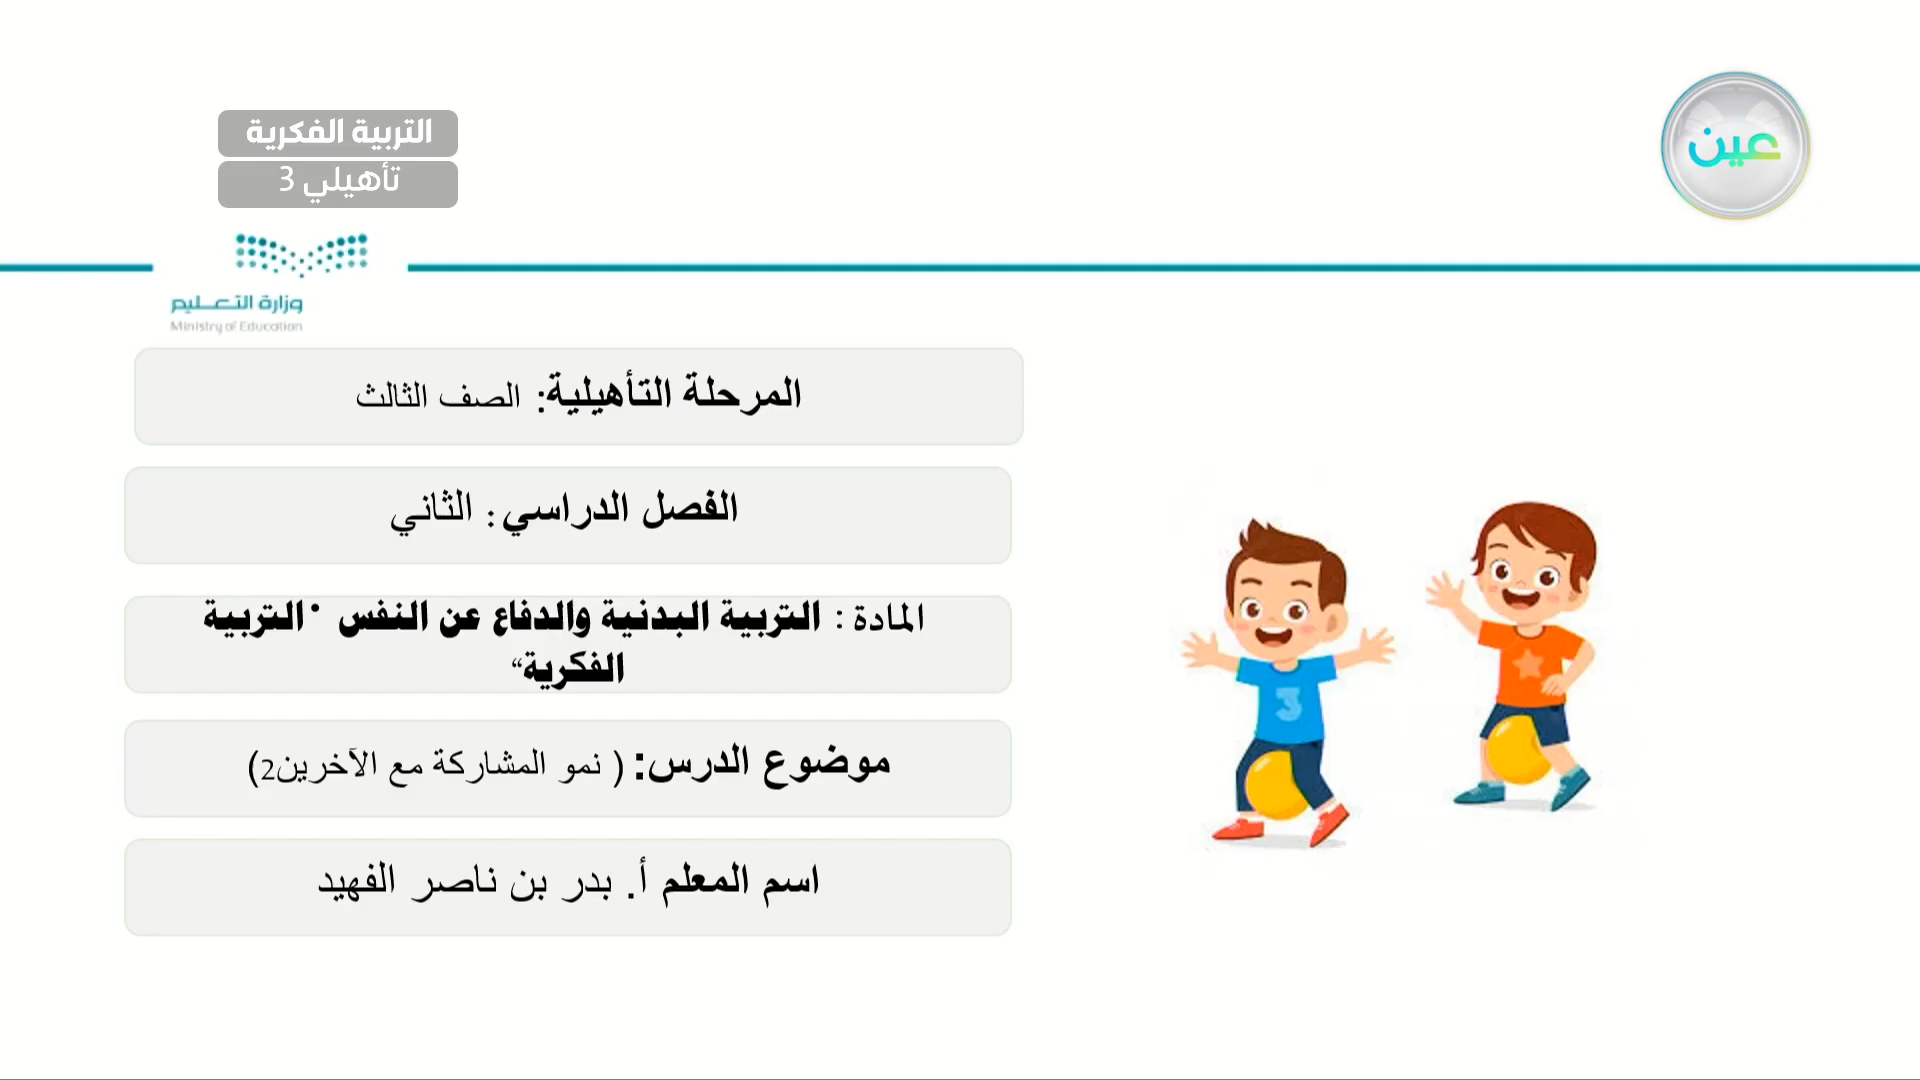 التربية الفكرية
تأهيلي 3
عين
وزارة التعليم
Ministry of Education
المرحلة التأهيلية: الصف الثالث
الفصل الدراسي : الثاني
المادة : التربية البدنية والدفاع عن النفس "التربية
الفكرية“
موضوع الدرس: ( نمو المشاركة مع الآخرين2)
اسم المعلم أ. بدر بن ناصر الفهيد
3